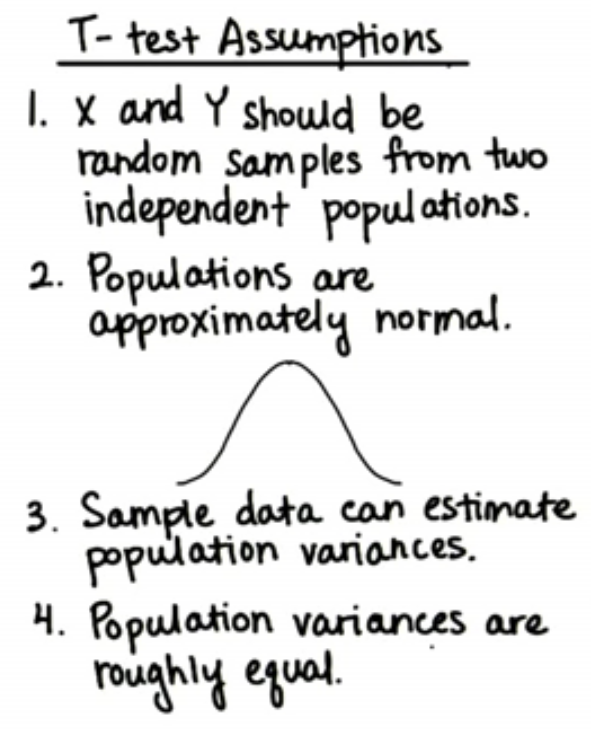 T-test Assumptions
1. X and Y should be
random samples from two
independent populations.
2. Populations are
approximately normal.
3. Sample data can estimate
population variances.
4. Population variances are
roughly equal.